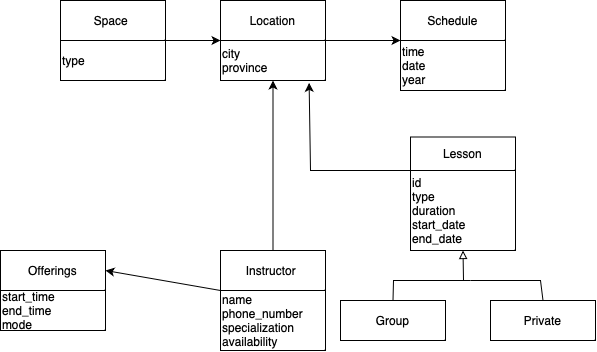 Space
type
Location
city
province
Schedule
time
date
year
Lesson
id
type
duration
start_date
end_date
Offerings
start_time
end_time
mode
Instructor
name
phone_number
specialization
availability
Group
Private